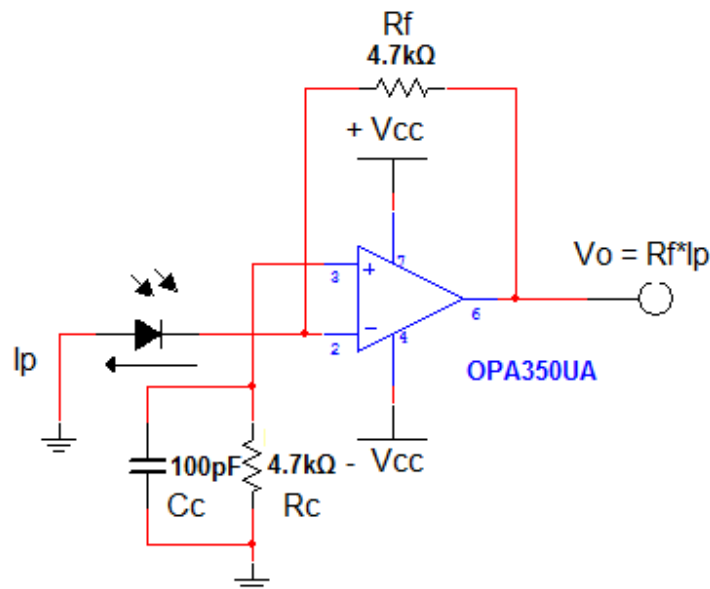 Rf
4.7kΩ
+ Vcc
7
3
+
Vo = Rf*Ip
6
−
2
4
Ip
OPA350UA
100pF
4.7kΩ
- Vcc
Cc
Rc